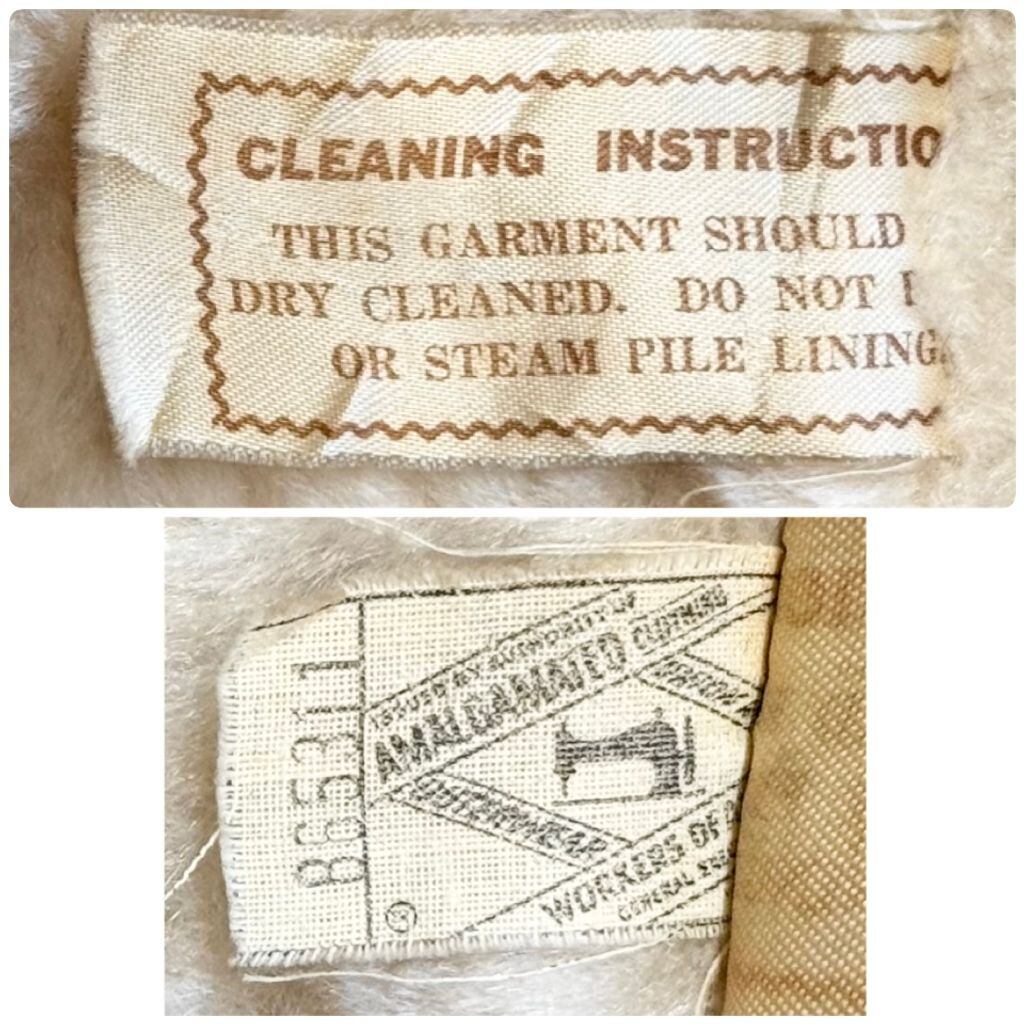 CLEANING INSTRUCTIO
THIS GARMENT SHOULD
DRY CLEANED. DO NOT
OR STEAM PILE LINING.
865311
ISSUED BY AUTHORITY OF
AMALGAMATED CLOTHING
OUTERWEAR
WORKERS OF
GENERAL